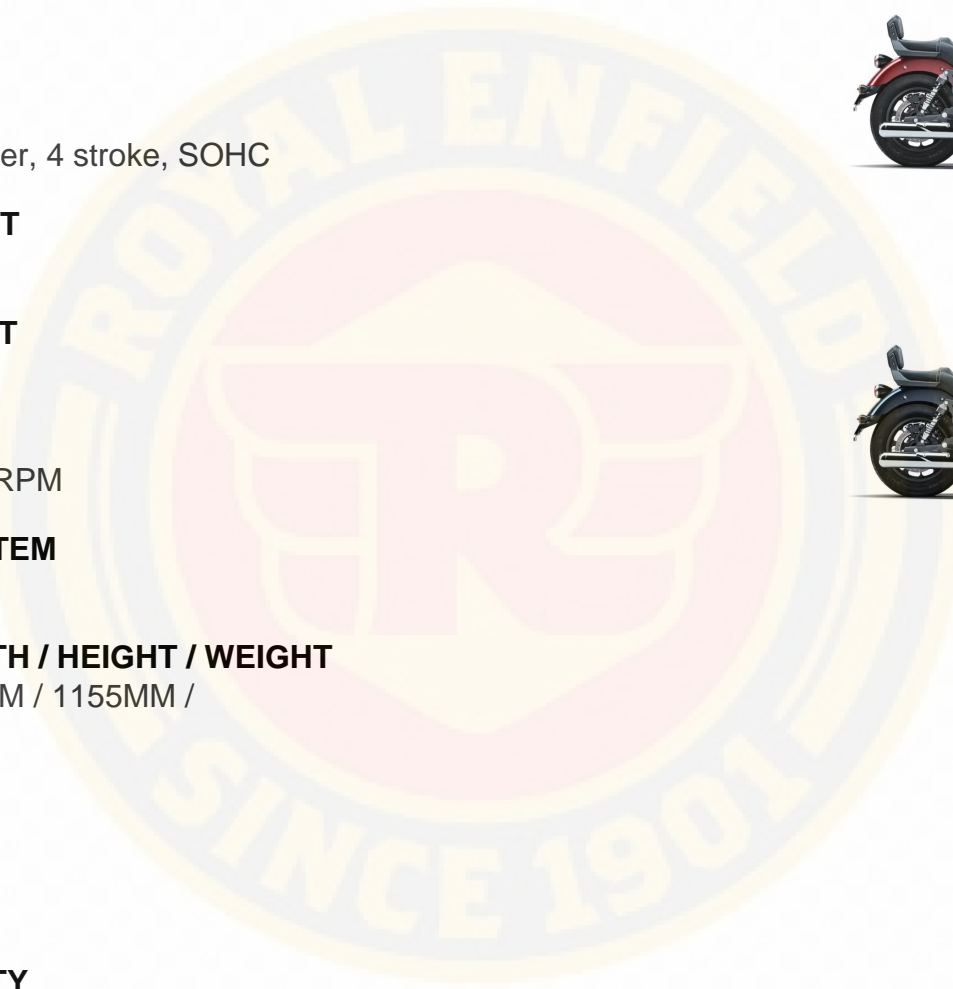 ROYAL ENFIELD
er, 4 stroke, SOHC
T
T
RPM
TEM
TH / HEIGHT / WEIGHT
M / 1155MM /
R
SINCE 1901
TY